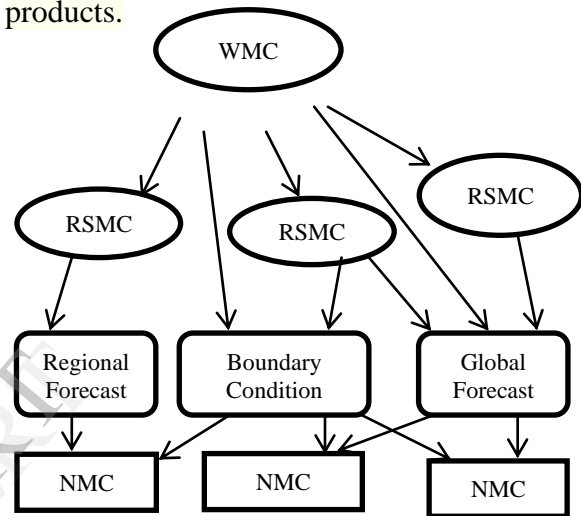 products.
WMC
RSMC
RSMC
RSMC
Regional
Forecast
Boundary
Condition
Global
Forecast
NMC
NMC
NMC